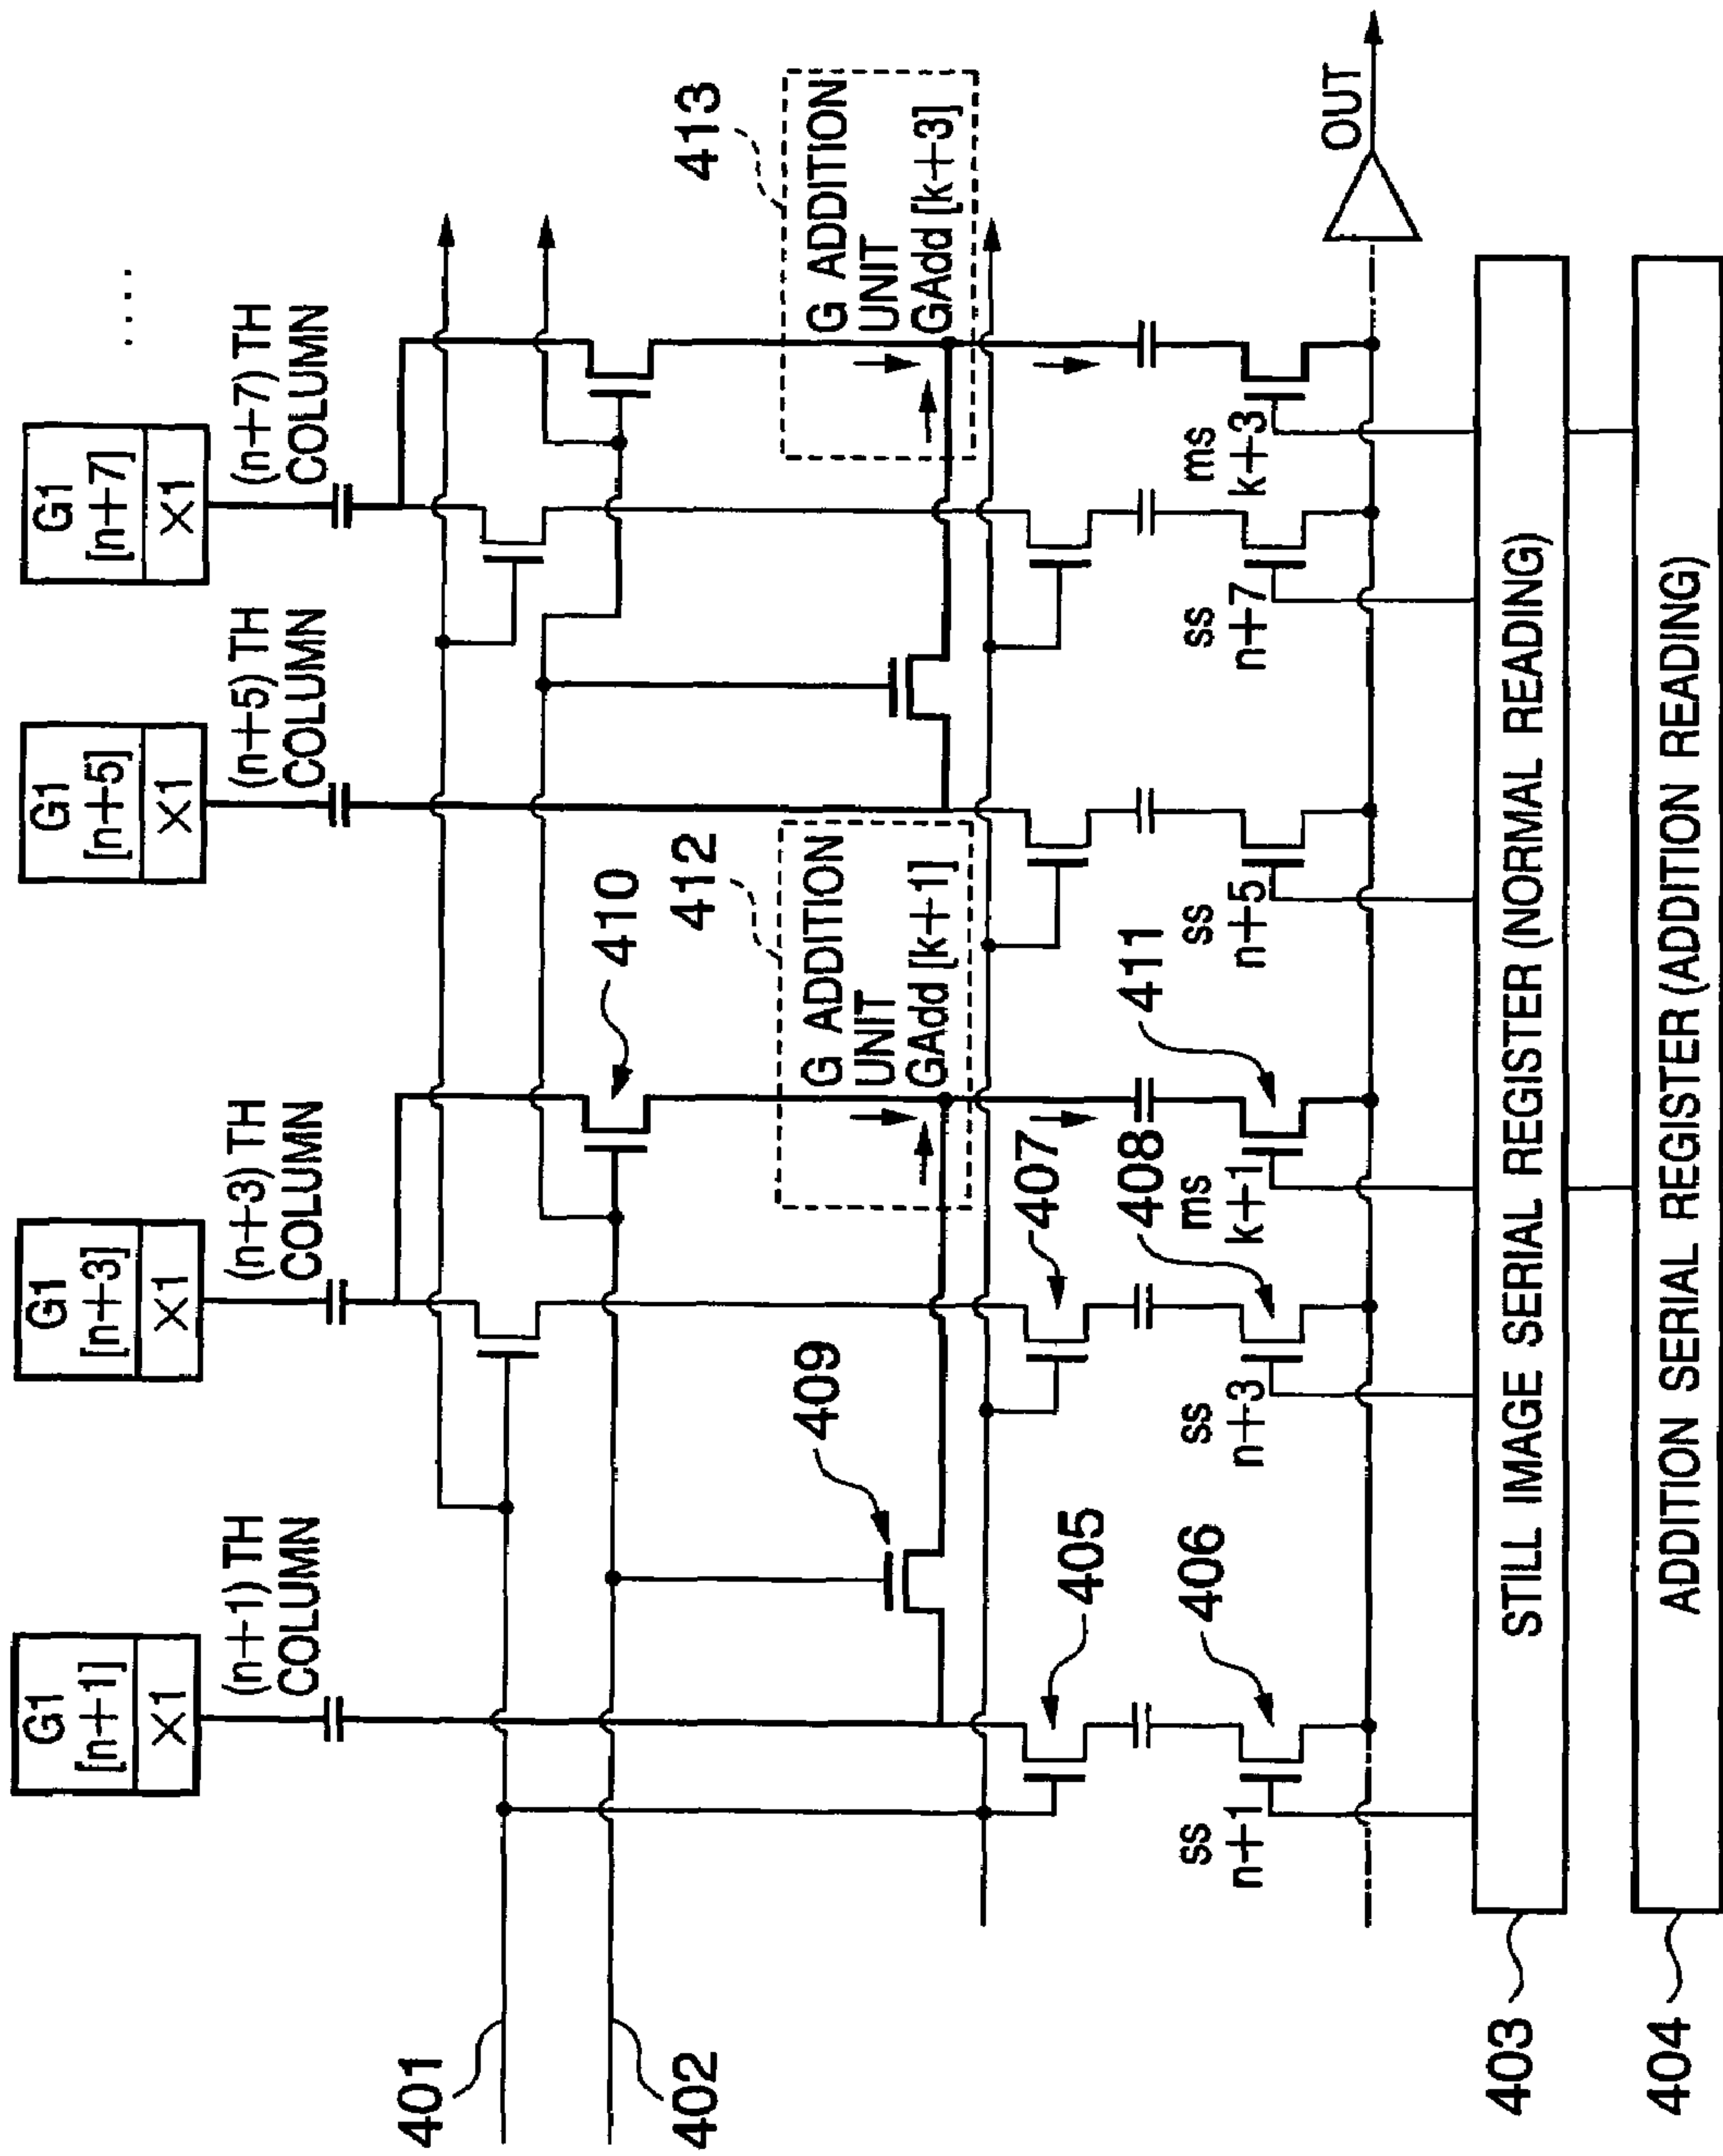 G1
[n+1]
X1
(n+1) TH
COLUMN
G1
[n+3]
X1
(n+3) TH
COLUMN
G1
[n+5]
X1
(n+5) TH
COLUMN
G1
[n+7]
X1
(n+7) TH
COLUMN
....
401
402
409
410
412
G ADDITION
UNIT
GAdd [k+1]
413
G ADDITION
UNIT
GAdd [k+3]
405
406
407
408
411
ss
n+1
ss
n+3
ms
k+1
ss
n+5
ss
n+7
ms
k+3
OUT
403
STILL IMAGE SERIAL REGISTER (NORMAL READING)
404
ADDITION SERIAL REGISTER (ADDITION READING)